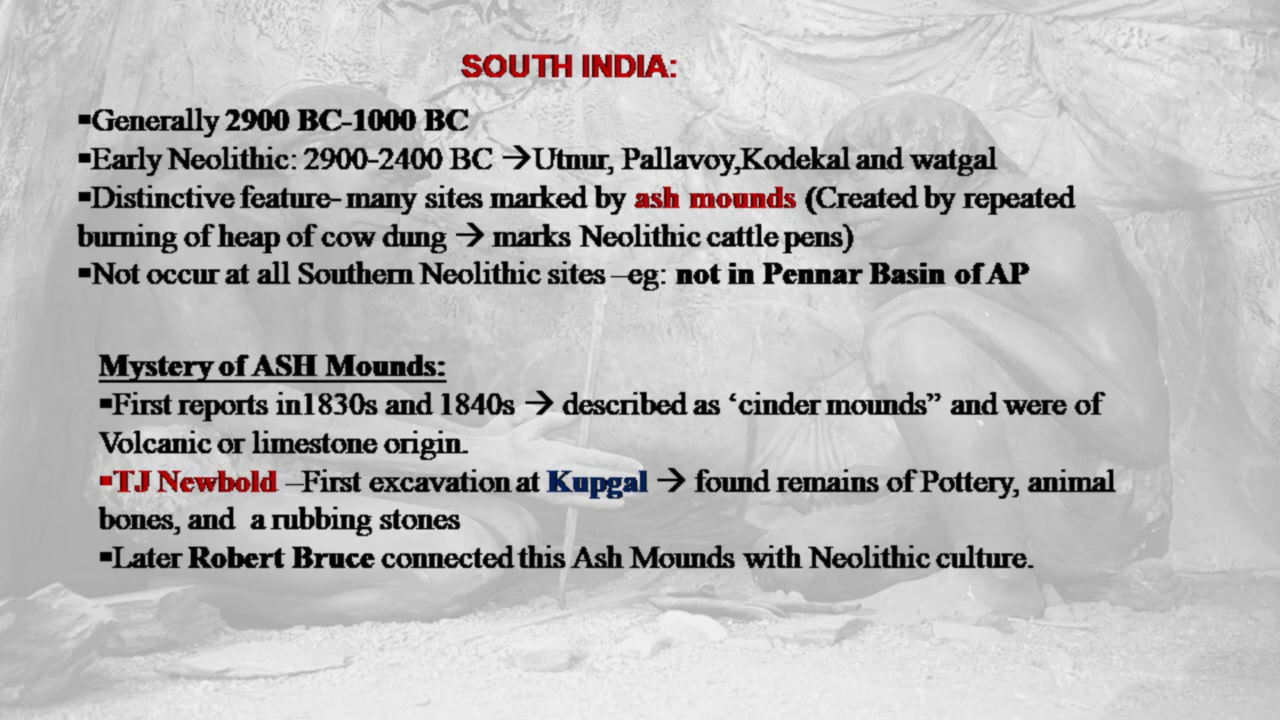 SOUTH INDIA:
▪Generally 2900 BC-1000 BC
▪Early Neolithic: 2900-2400 BC →Utnur, Pallavoy,Kodekal and watgal
▪Distinctive feature- many sites marked by ash mounds (Created by repeated
burning of heap of cow dung → marks Neolithic cattle pens)
▪Not occur at all Southern Neolithic sites –eg: not in Pennar Basin of AP
Mystery of ASH Mounds:
▪First reports in1830s and 1840s → described as ‘cinder mounds” and were of
Volcanic or limestone origin.
▪TJ Newbold –First excavation at Kupgal → found remains of Pottery, animal
bones, and a rubbing stones
▪Later Robert Bruce connected this Ash Mounds with Neolithic culture.